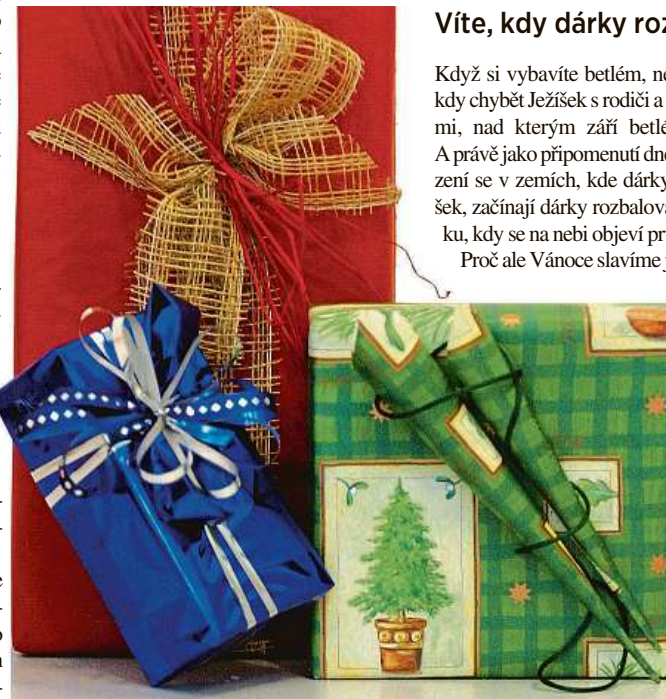 Víte, kdy dárky roz
Když si vybavíte betlém, ne
kdy chybět Ježíšek s rodiči a
mi, nad kterým září betlé
A právě jako připomenutí dne
zení se v zemích, kde dárky
šek, začínají dárky rozbalova
ku, kdy se na nebi objeví pr
Proč ale Vánoce slavíme j